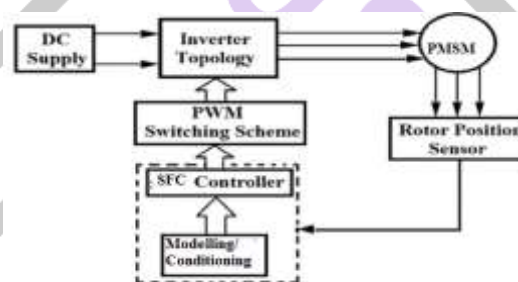 DC
Supply
Inverter
Topology
PMSM
PWM
Switching Scheme
Rotor Position
Sensor
SFC Controller
Modelling/
Conditioning